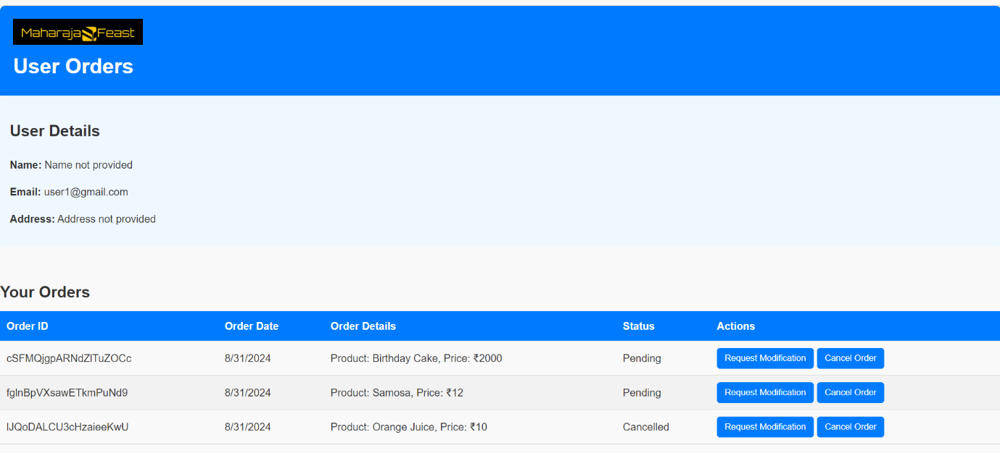 Maharaja Feast
User Orders
User Details
Name: Name not provided
Email: user1@gmail.com
Address: Address not provided
Your Orders
Order ID Order Date Order Details Status Actions
cSFMQjgpARNdZlTuZOCc 8/31/2024 Product: Birthday Cake, Price: ₹2000 Pending Request Modification Cancel Order
fglnBpVXsawETkmPuNd9 8/31/2024 Product: Samosa, Price: ₹12 Pending Request Modification Cancel Order
lJQoDALCU3cHzaieeKwU 8/31/2024 Product: Orange Juice, Price: ₹10 Cancelled Request Modification Cancel Order